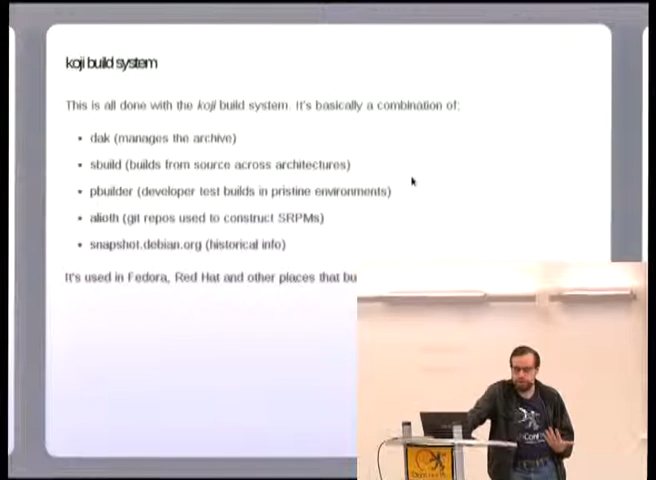 koji build system
This is all done with the koji build system. It's basically a combination of:
• dak (manages the archive)
• sbuild (builds from source across architectures)
• pbuilder (developer test builds in pristine environments)
• alioth (git repos used to construct SRPMs)
• snapshot.debian.org (historical info)
It's used in Fedora, Red Hat and other places that bu